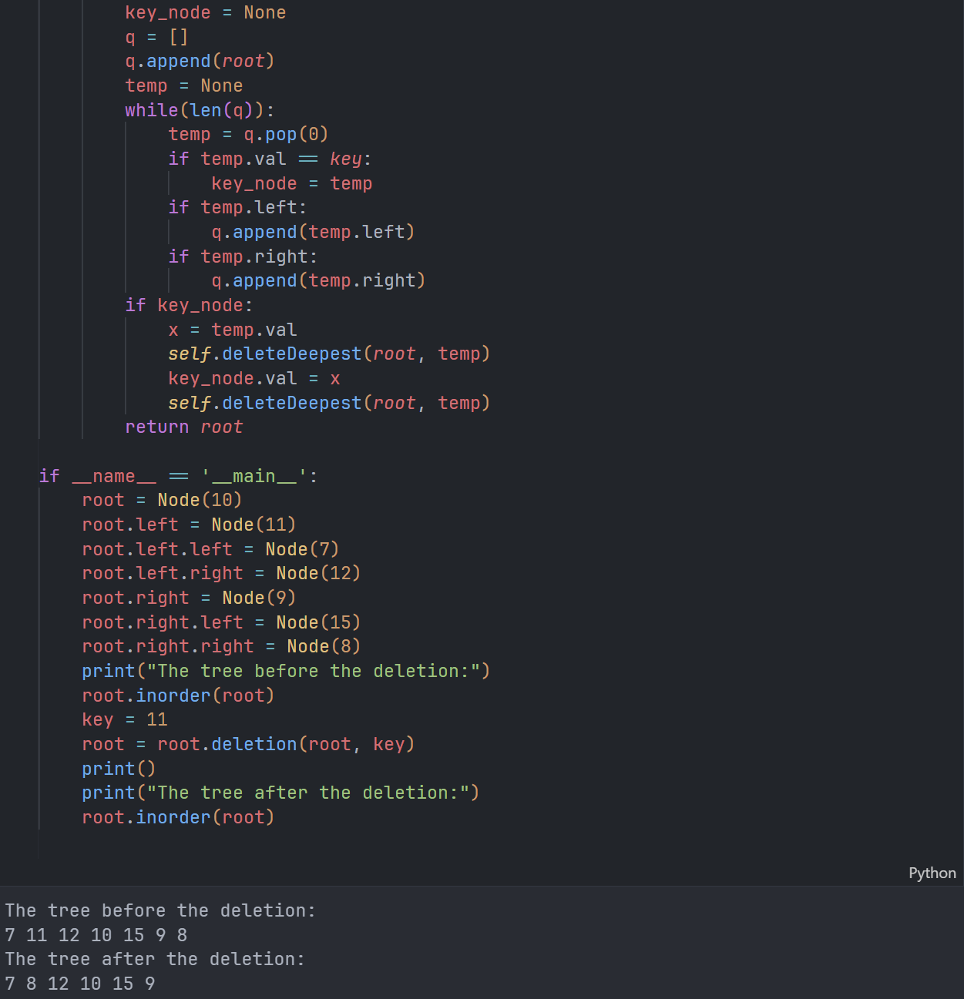 key_node = None
q = []
q.append(root)
temp = None
while(len(q)):
temp = q.pop(0)
if temp.val == key:
key_node = temp
if temp.left:
q.append(temp.left)
if temp.right:
q.append(temp.right)
if key_node:
x = temp.val
self.deleteDeepest(root, temp)
key_node.val = x
self.deleteDeepest(root, temp)
return root
if __name__ == '__main__':
root = Node(10)
root.left = Node(11)
root.left.left = Node(7)
root.left.right = Node(12)
root.right = Node(9)
root.right.left = Node(15)
root.right.right = Node(8)
print("The tree before the deletion:")
root.inorder(root)
key = 11
root = root.deletion(root, key)
print()
print("The tree after the deletion:")
root.inorder(root)
Python
The tree before the deletion:
7 11 12 10 15 9 8
The tree after the deletion:
7 8 12 10 15 9